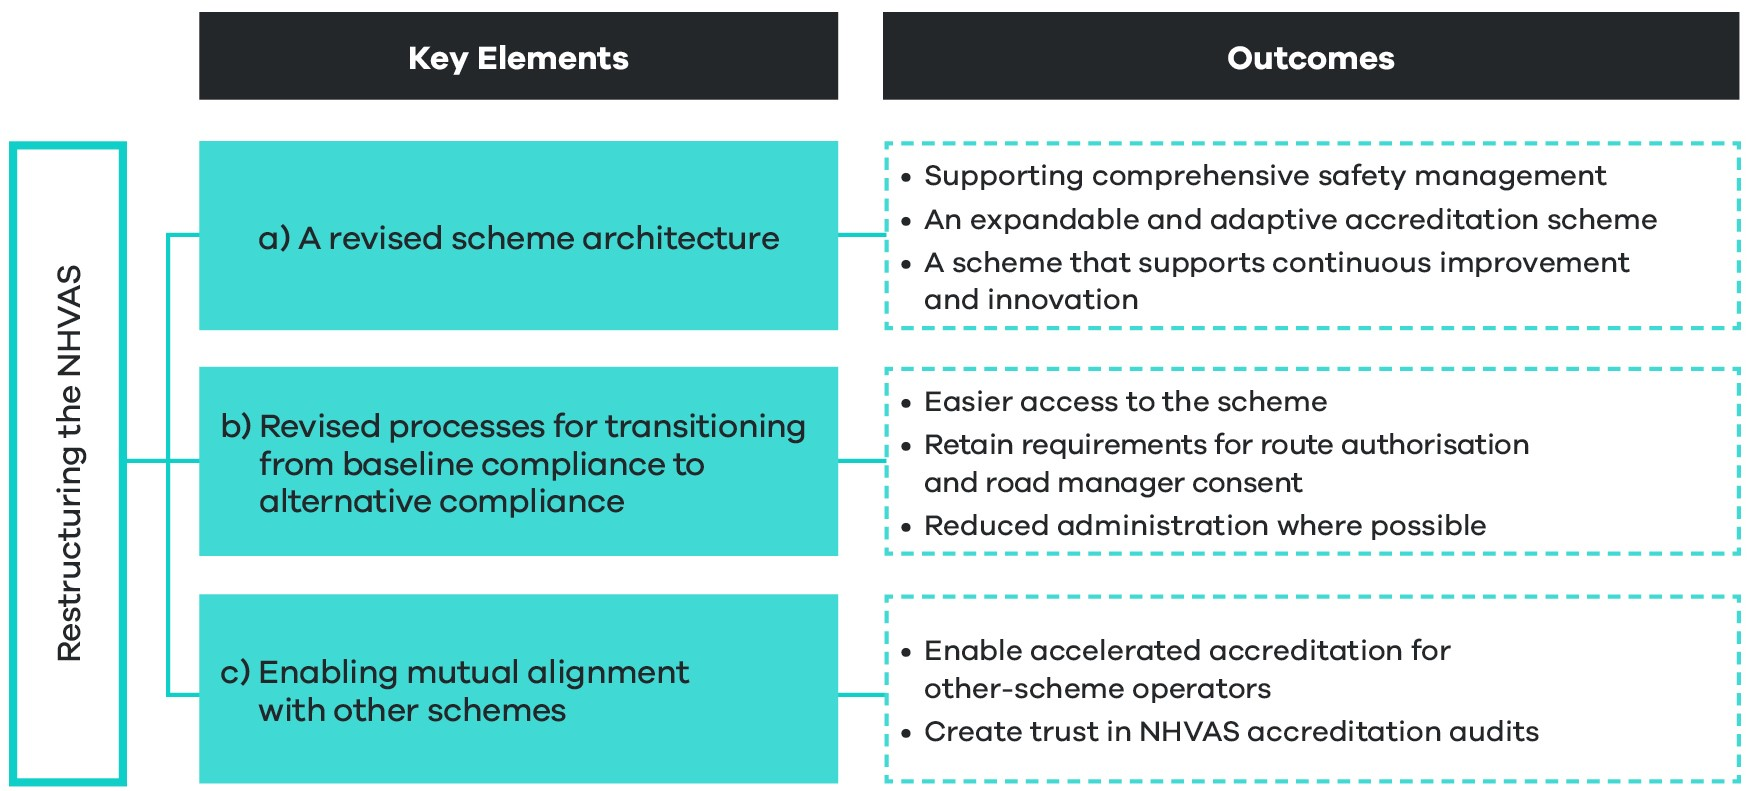 Key Elements
Outcomes
Restructuring the NHVAS
a) A revised scheme architecture
• Supporting comprehensive safety management
• An expandable and adaptive accreditation scheme
• A scheme that supports continuous improvement
and innovation
b) Revised processes for transitioning
from baseline compliance to
alternative compliance
• Easier access to the scheme
• Retain requirements for route authorisation
and road manager consent
• Reduced administration where possible
c) Enabling mutual alignment
with other schemes
• Enable accelerated accreditation for
other-scheme operators
• Create trust in NHVAS accreditation audits